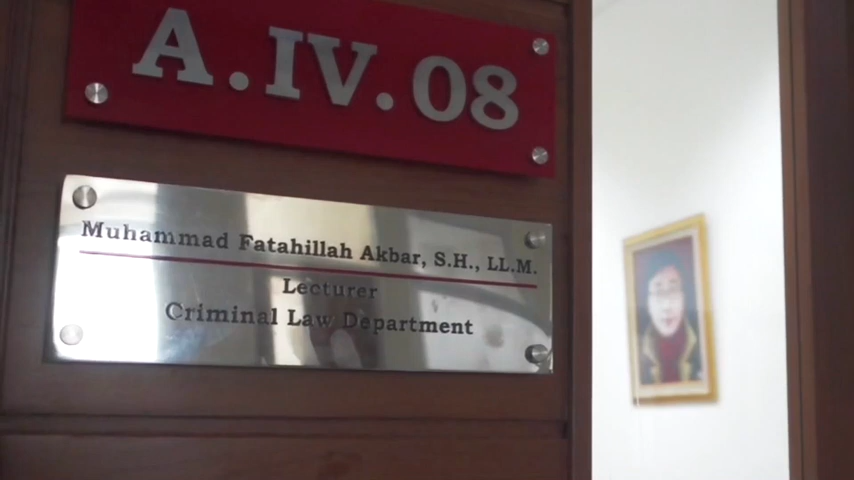 A.IV.08
Muhammad Fatahillah Akbar, S.H., LL.M.
Lecturer
Criminal Law Department